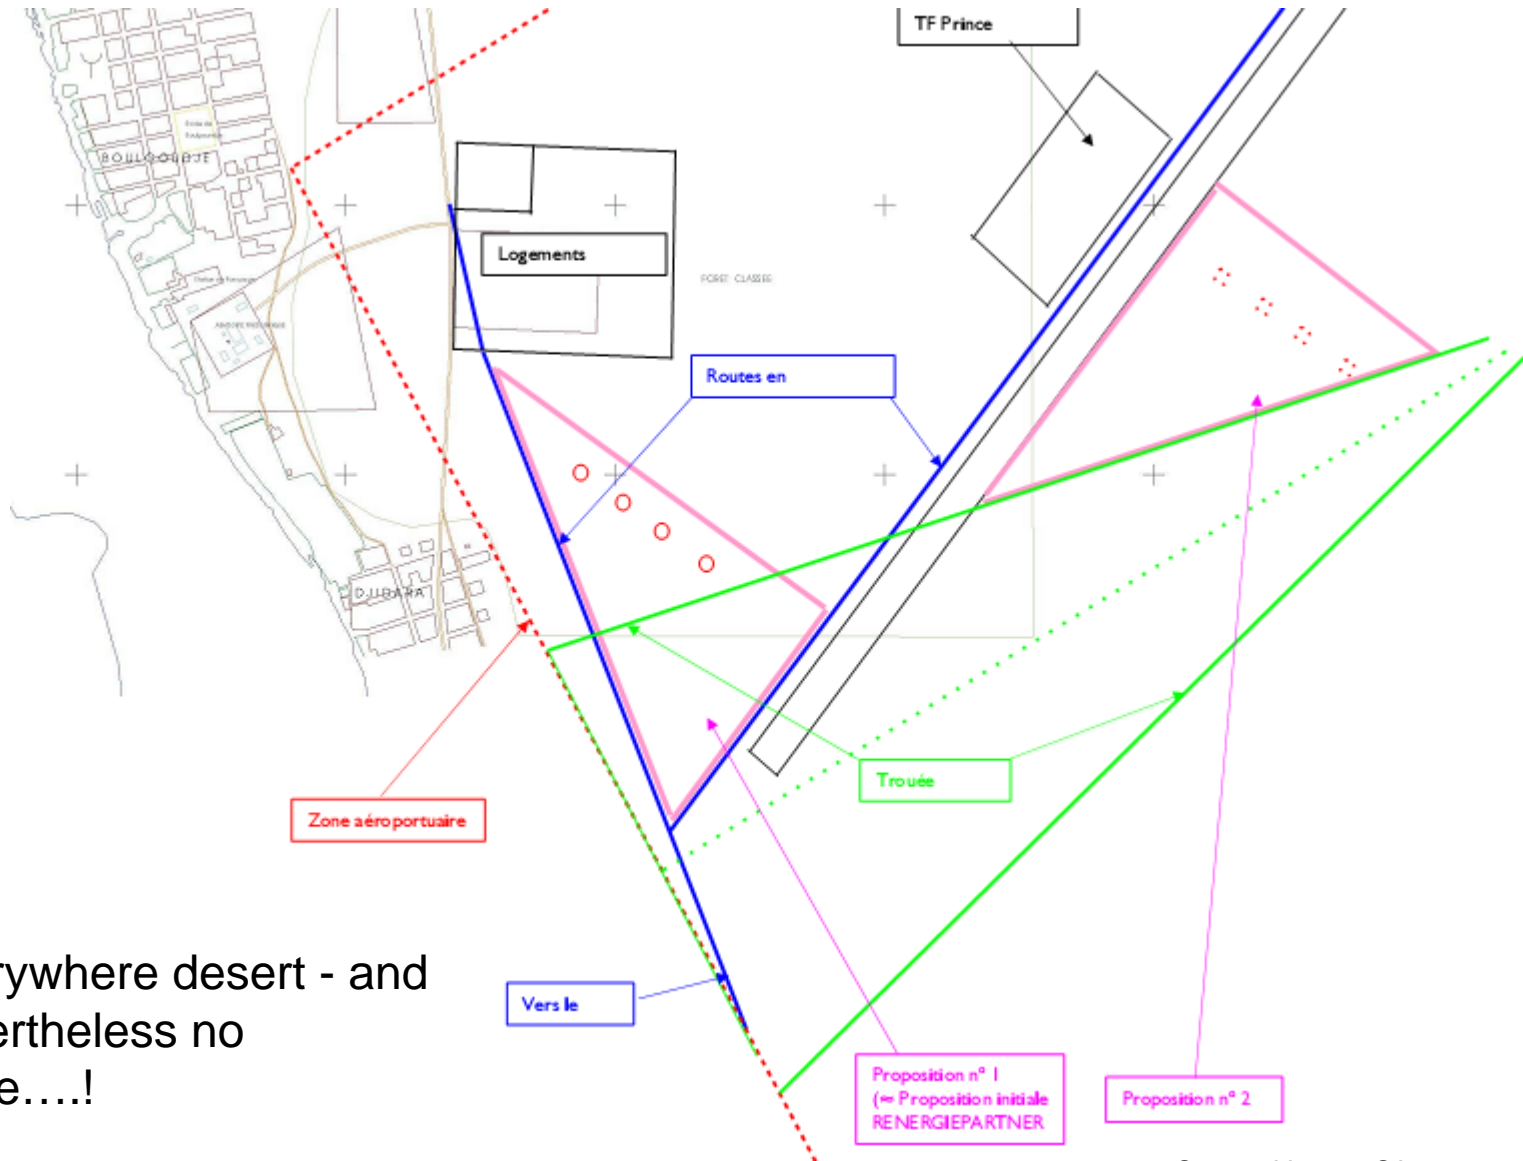 TF Prince
BOULGOUDJE
Logements
FORET CLASSEE
Routes en
DJIBARA
Trouée
Zone aéroportuaire
rywhere desert - and
ertheless no
e….!
Vers le
Proposition n° 1
(≈ Proposition initiale
RENERGIEPARTNER
Proposition n° 2